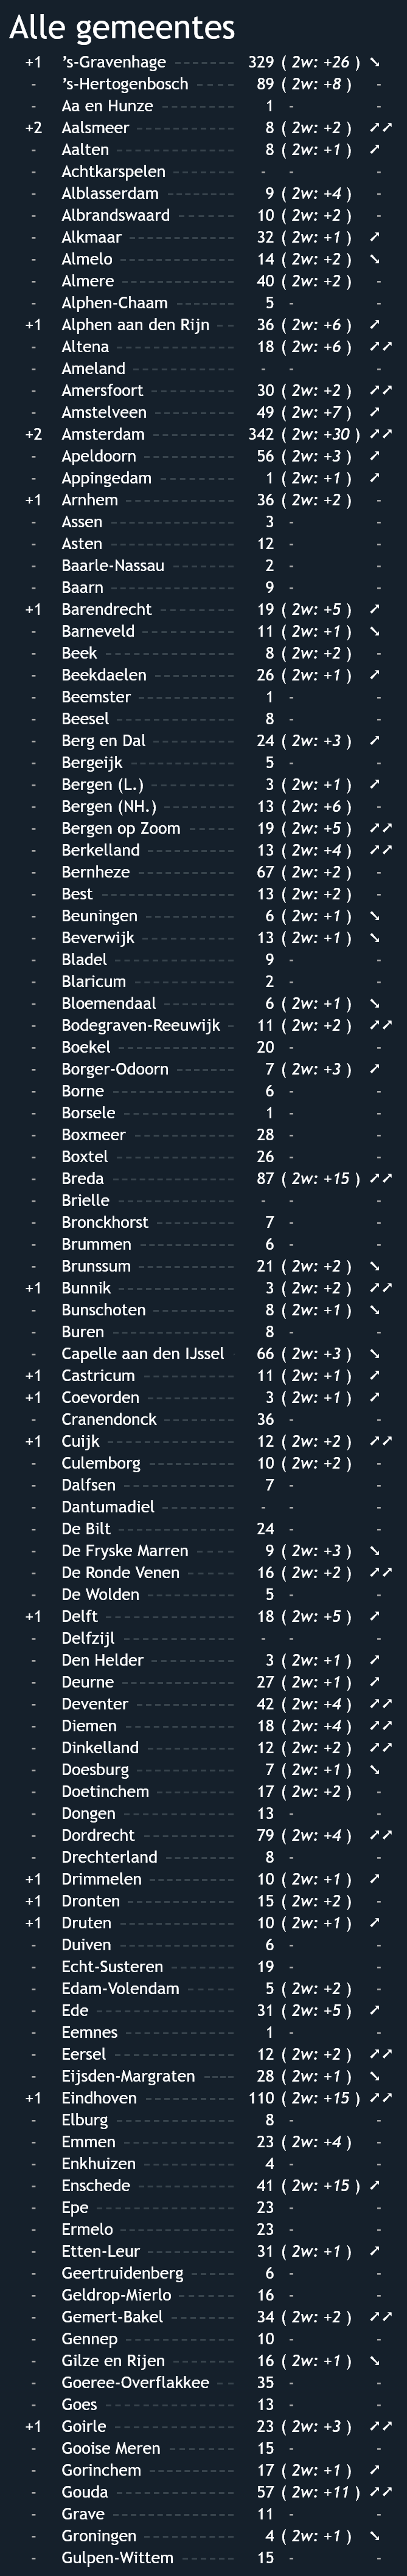 Alle gemeentes
+1 's-Gravenhage 329 ( 2w: +26 ) ➘
- 's-Hertogenbosch 89 ( 2w: +8 ) -
- Aa en Hunze 1 - -
+2 Aalsmeer 8 ( 2w: +2 ) ➚➚
- Aalten 8 ( 2w: +1 ) ➚
- Achtkarspelen - - -
- Alblasserdam 9 ( 2w: +4 ) -
- Albrandswaard 10 ( 2w: +2 ) -
- Alkmaar 32 ( 2w: +1 ) ➚
- Almelo 14 ( 2w: +2 ) ➘
- Almere 40 ( 2w: +2 ) -
- Alphen-Chaam 5 - -
+1 Alphen aan den Rijn 36 ( 2w: +6 ) ➚
- Altena 18 ( 2w: +6 ) ➚➚
- Ameland - - -
- Amersfoort 30 ( 2w: +2 ) ➚➚
- Amstelveen 49 ( 2w: +7 ) ➚
+2 Amsterdam 342 ( 2w: +30 ) ➚➚
- Apeldoorn 56 ( 2w: +3 ) ➚
- Appingedam 1 ( 2w: +1 ) ➚
+1 Arnhem 36 ( 2w: +2 ) -
- Assen 3 - -
- Asten 12 - -
- Baarle-Nassau 2 - -
- Baarn 9 - -
+1 Barendrecht 19 ( 2w: +5 ) ➚
- Barneveld 11 ( 2w: +1 ) ➘
- Beek 8 ( 2w: +2 ) -
- Beekdaelen 26 ( 2w: +1 ) ➚
- Beemster 1 - -
- Beesel 8 - -
- Berg en Dal 24 ( 2w: +3 ) ➚
- Bergeijk 5 - -
- Bergen (L.) 3 ( 2w: +1 ) ➚
- Bergen (NH.) 13 ( 2w: +6 ) -
- Bergen op Zoom 19 ( 2w: +5 ) ➚➚
- Berkelland 13 ( 2w: +4 ) ➚➚
- Bernheze 67 ( 2w: +2 ) -
- Best 13 ( 2w: +2 ) -
- Beuningen 6 ( 2w: +1 ) ➘
- Beverwijk 13 ( 2w: +1 ) ➘
- Bladel 9 - -
- Blaricum 2 - -
- Bloemendaal 6 ( 2w: +1 ) ➘
- Bodegraven-Reeuwijk 11 ( 2w: +2 ) ➚➚
- Boekel 20 - -
- Borger-Odoorn 7 ( 2w: +3 ) ➚
- Borne 6 - -
- Borsele 1 - -
- Boxmeer 28 - -
- Boxtel 26 - -
- Breda 87 ( 2w: +15 ) ➚➚
- Brielle - - -
- Bronckhorst 7 - -
- Brummen 6 - -
- Brunssum 21 ( 2w: +2 ) ➘
+1 Bunnik 3 ( 2w: +2 ) ➚➚
- Bunschoten 8 ( 2w: +1 ) ➘
- Buren 8 - -
- Capelle aan den IJssel 66 ( 2w: +3 ) ➘
+1 Castricum 11 ( 2w: +1 ) ➚
+1 Coevorden 3 ( 2w: +1 ) ➚
- Cranendonck 36 - -
+1 Cuijk 12 ( 2w: +2 ) ➚➚
- Culemborg 10 ( 2w: +2 ) -
- Dalfsen 7 - -
- Dantumadiel - - -
- De Bilt 24 - -
- De Fryske Marren 9 ( 2w: +3 ) ➘
- De Ronde Venen 16 ( 2w: +2 ) ➚➚
- De Wolden 5 - -
+1 Delft 18 ( 2w: +5 ) ➚
- Delfzijl - - -
- Den Helder 3 ( 2w: +1 ) ➚
- Deurne 27 ( 2w: +1 ) ➚
- Deventer 42 ( 2w: +4 ) ➚➚
- Diemen 18 ( 2w: +4 ) ➚➚
- Dinkelland 12 ( 2w: +2 ) ➚➚
- Doesburg 7 ( 2w: +1 ) ➘
- Doetinchem 17 ( 2w: +2 ) -
- Dongen 13 - -
- Dordrecht 79 ( 2w: +4 ) ➚➚
- Drechterland 8 - -
+1 Drimmelen 10 ( 2w: +1 ) ➚
+1 Dronten 15 ( 2w: +2 ) -
+1 Druten 10 ( 2w: +1 ) ➚
- Duiven 6 - -
- Echt-Susteren 19 - -
- Edam-Volendam 5 ( 2w: +2 ) -
- Ede 31 ( 2w: +5 ) ➚
- Eemnes 1 - -
- Eersel 12 ( 2w: +2 ) ➚➚
- Eijsden-Margraten 28 ( 2w: +1 ) ➘
+1 Eindhoven 110 ( 2w: +15 ) ➚➚
- Elburg 8 - -
- Emmen 23 ( 2w: +4 ) -
- Enkhuizen 4 - -
- Enschede 41 ( 2w: +15 ) ➚
- Epe 23 - -
- Ermelo 23 - -
- Etten-Leur 31 ( 2w: +1 ) ➚
- Geertruidenberg 6 - -
- Geldrop-Mierlo 16 - -
- Gemert-Bakel 34 ( 2w: +2 ) ➚➚
- Gennep 10 - -
- Gilze en Rijen 16 ( 2w: +1 ) ➘
- Goeree-Overflakkee 35 - -
- Goes 13 - -
+1 Goirle 23 ( 2w: +3 ) ➚➚
- Gooise Meren 15 - -
- Gorinchem 17 ( 2w: +1 ) ➚
- Gouda 57 ( 2w: +11 ) ➚➚
- Grave 11 - -
- Groningen 4 ( 2w: +1 ) ➘
- Gulpen-Wittem 15 - -